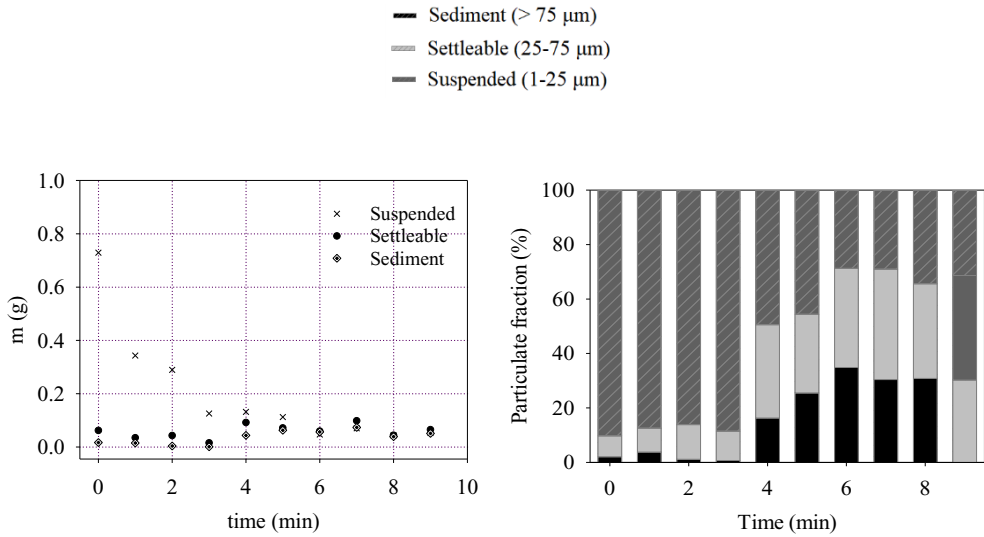 Sediment (> 75 μm)
Settleable (25-75 μm)
Suspended (1-25 μm)
1.0
0.8
0.6
0.4
0.2
0.0
m (g)
Suspended
Settleable
Sediment
0 2 4 6 8 10
time (min)
100
80
60
40
20
0
Particulate fraction (%)
0 2 4 6 8
Time (min)